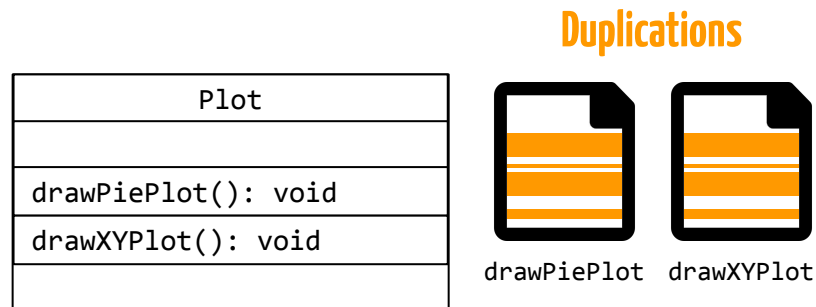 Duplications
Plot
drawPiePlot(): void
drawXYPlot(): void
drawPiePlot drawXYPlot